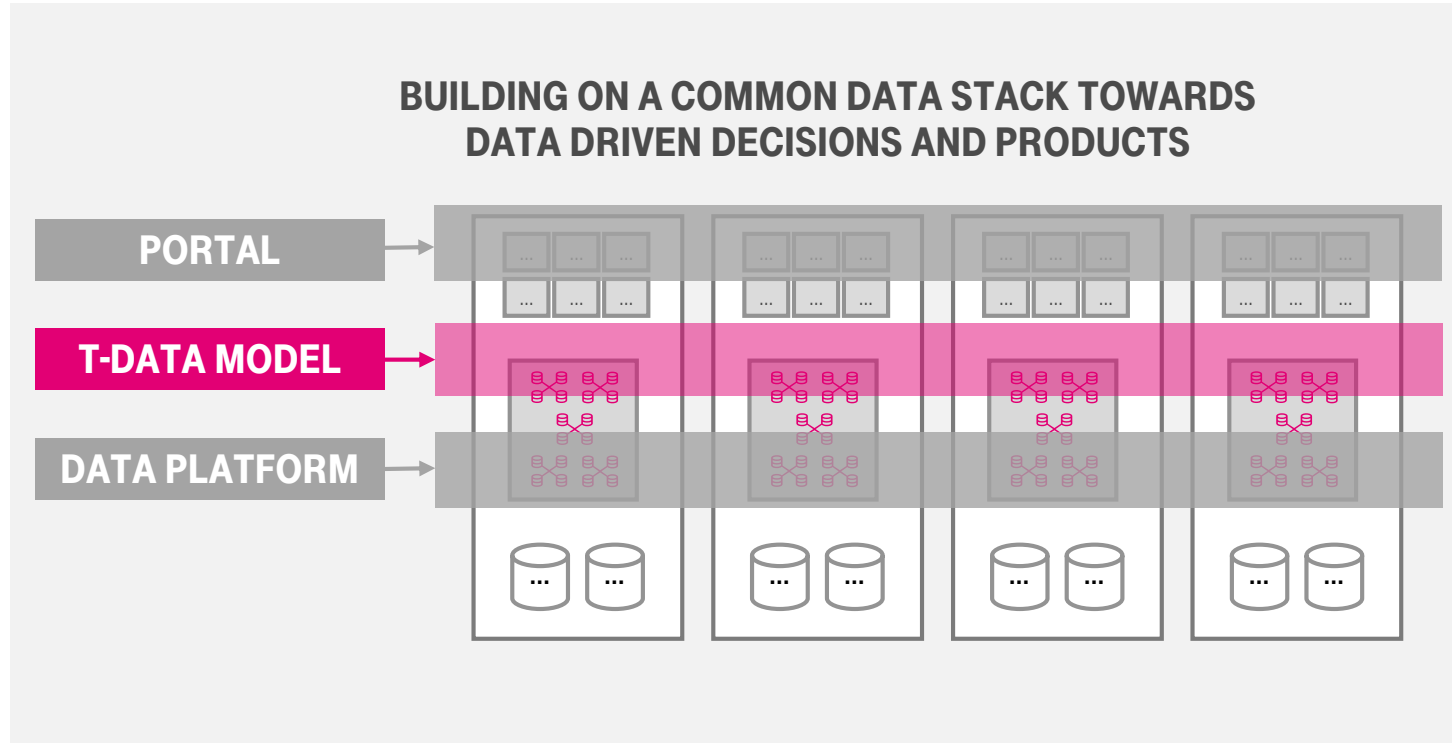 BUILDING ON A COMMON DATA STACK TOWARDS
DATA DRIVEN DECISIONS AND PRODUCTS
PORTAL
... ... ... ... ... ... ... ... ... ... ... ...
... ... ... ... ... ... ... ... ... ... ... ...
T-DATA MODEL
DATA PLATFORM
... ... ... ... ... ... ... ...